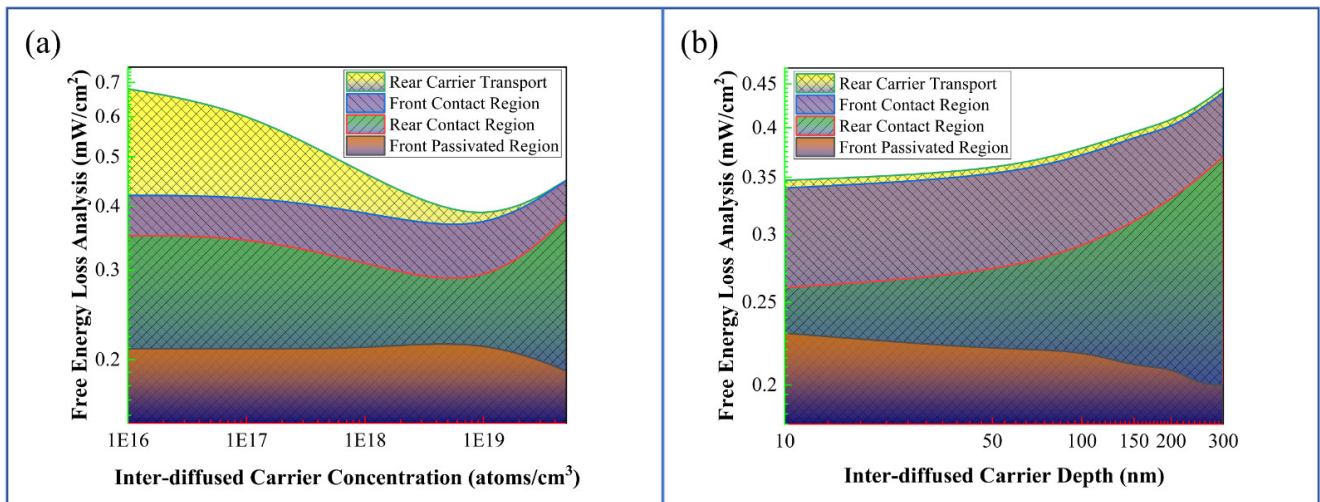 (a)
Free Energy Loss Analysis (mW/cm²)
0.7
0.6
0.5
0.4
0.3
0.2
Rear Carrier Transport
Front Contact Region
Rear Contact Region
Front Passivated Region
1E16 1E17 1E18 1E19
Inter-diffused Carrier Concentration (atoms/cm³)
(b)
Free Energy Loss Analysis (mW/cm²)
0.45
0.4
0.35
0.3
0.25
0.2
Rear Carrier Transport
Front Contact Region
Rear Contact Region
Front Passivated Region
10 50 100 150 200 300
Inter-diffused Carrier Depth (nm)